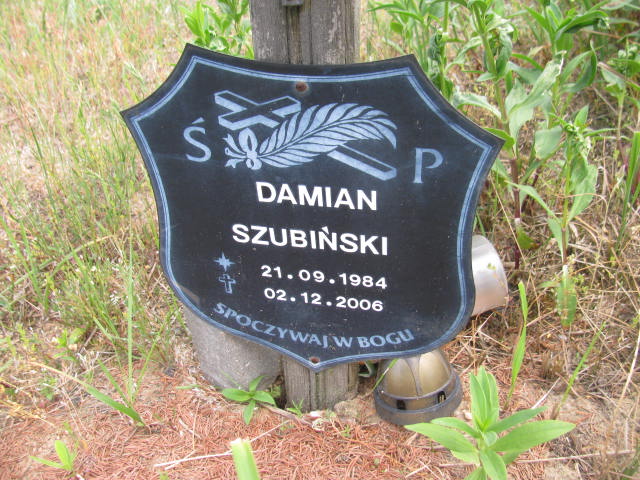 Ś P
DAMIAN
SZUBIŃSKI
21.09.1984
02.12.2006
SPOCZYWAJ W BOGU